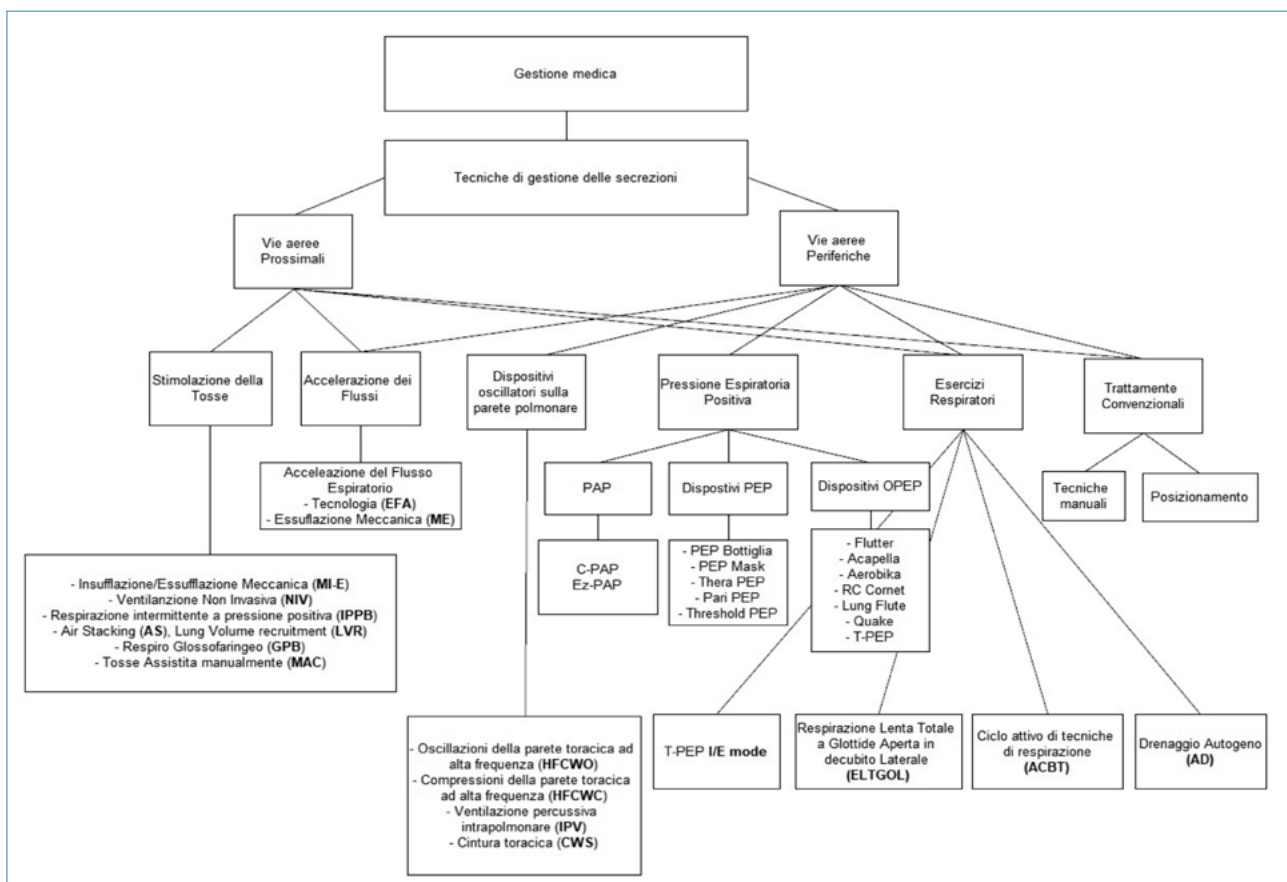 Gestione medica
Tecniche di gestione delle secrezioni
Vie aeree
Prossimali
Vie aeree
Periferiche
Stimolazione della
Tosse
Accelerazione dei
Flussi
Dispositivi
oscillatori sulla
parete polmonare
Pressione Espiratoria
Positiva
Esercizi
Respiratori
Trattamente
Convenzionali
Acceleazione del Flusso
Espiratorio
- Tecnologia (EFA)
- Essuflazione Meccanica (ME)
PAP
Dispostivi PEP
Dispositivi OPEP
Tecniche
manuali
Posizionamento
C-PAP
Ez-PAP
- PEP Bottiglia
- PEP Mask
- Thera PEP
- Pari PEP
- Threshold PEP
- Flutter
- Acapella
- Aerobika
- RC Cornet
- Lung Flute
- Quake
- T-PEP
- Insufflazione/Essufflazione Meccanica (MI-E)
- Ventilanzione Non Invasiva (NIV)
- Respirazione intermittente a pressione positiva (IPPB)
- Air Stacking (AS), Lung Volume recruitment (LVR)
- Respiro Glossofaringeo (GPB)
- Tosse Assistita manualmente (MAC)
- Oscillazioni della parete toracica ad
alta frequenza (HFCWO)
- Compressioni della parete toracica
ad alta frequenza (HFCWC)
- Ventilazione percussiva
intrapolmonare (IPV)
- Cintura toracica (CWS)
T-PEP I/E mode
Respirazione Lenta Totale
a Glottide Aperta in
decubito Laterale
(ELTGOL)
Ciclo attivo di tecniche
di respirazione
(ACBT)
Drenaggio Autogeno
(AD)